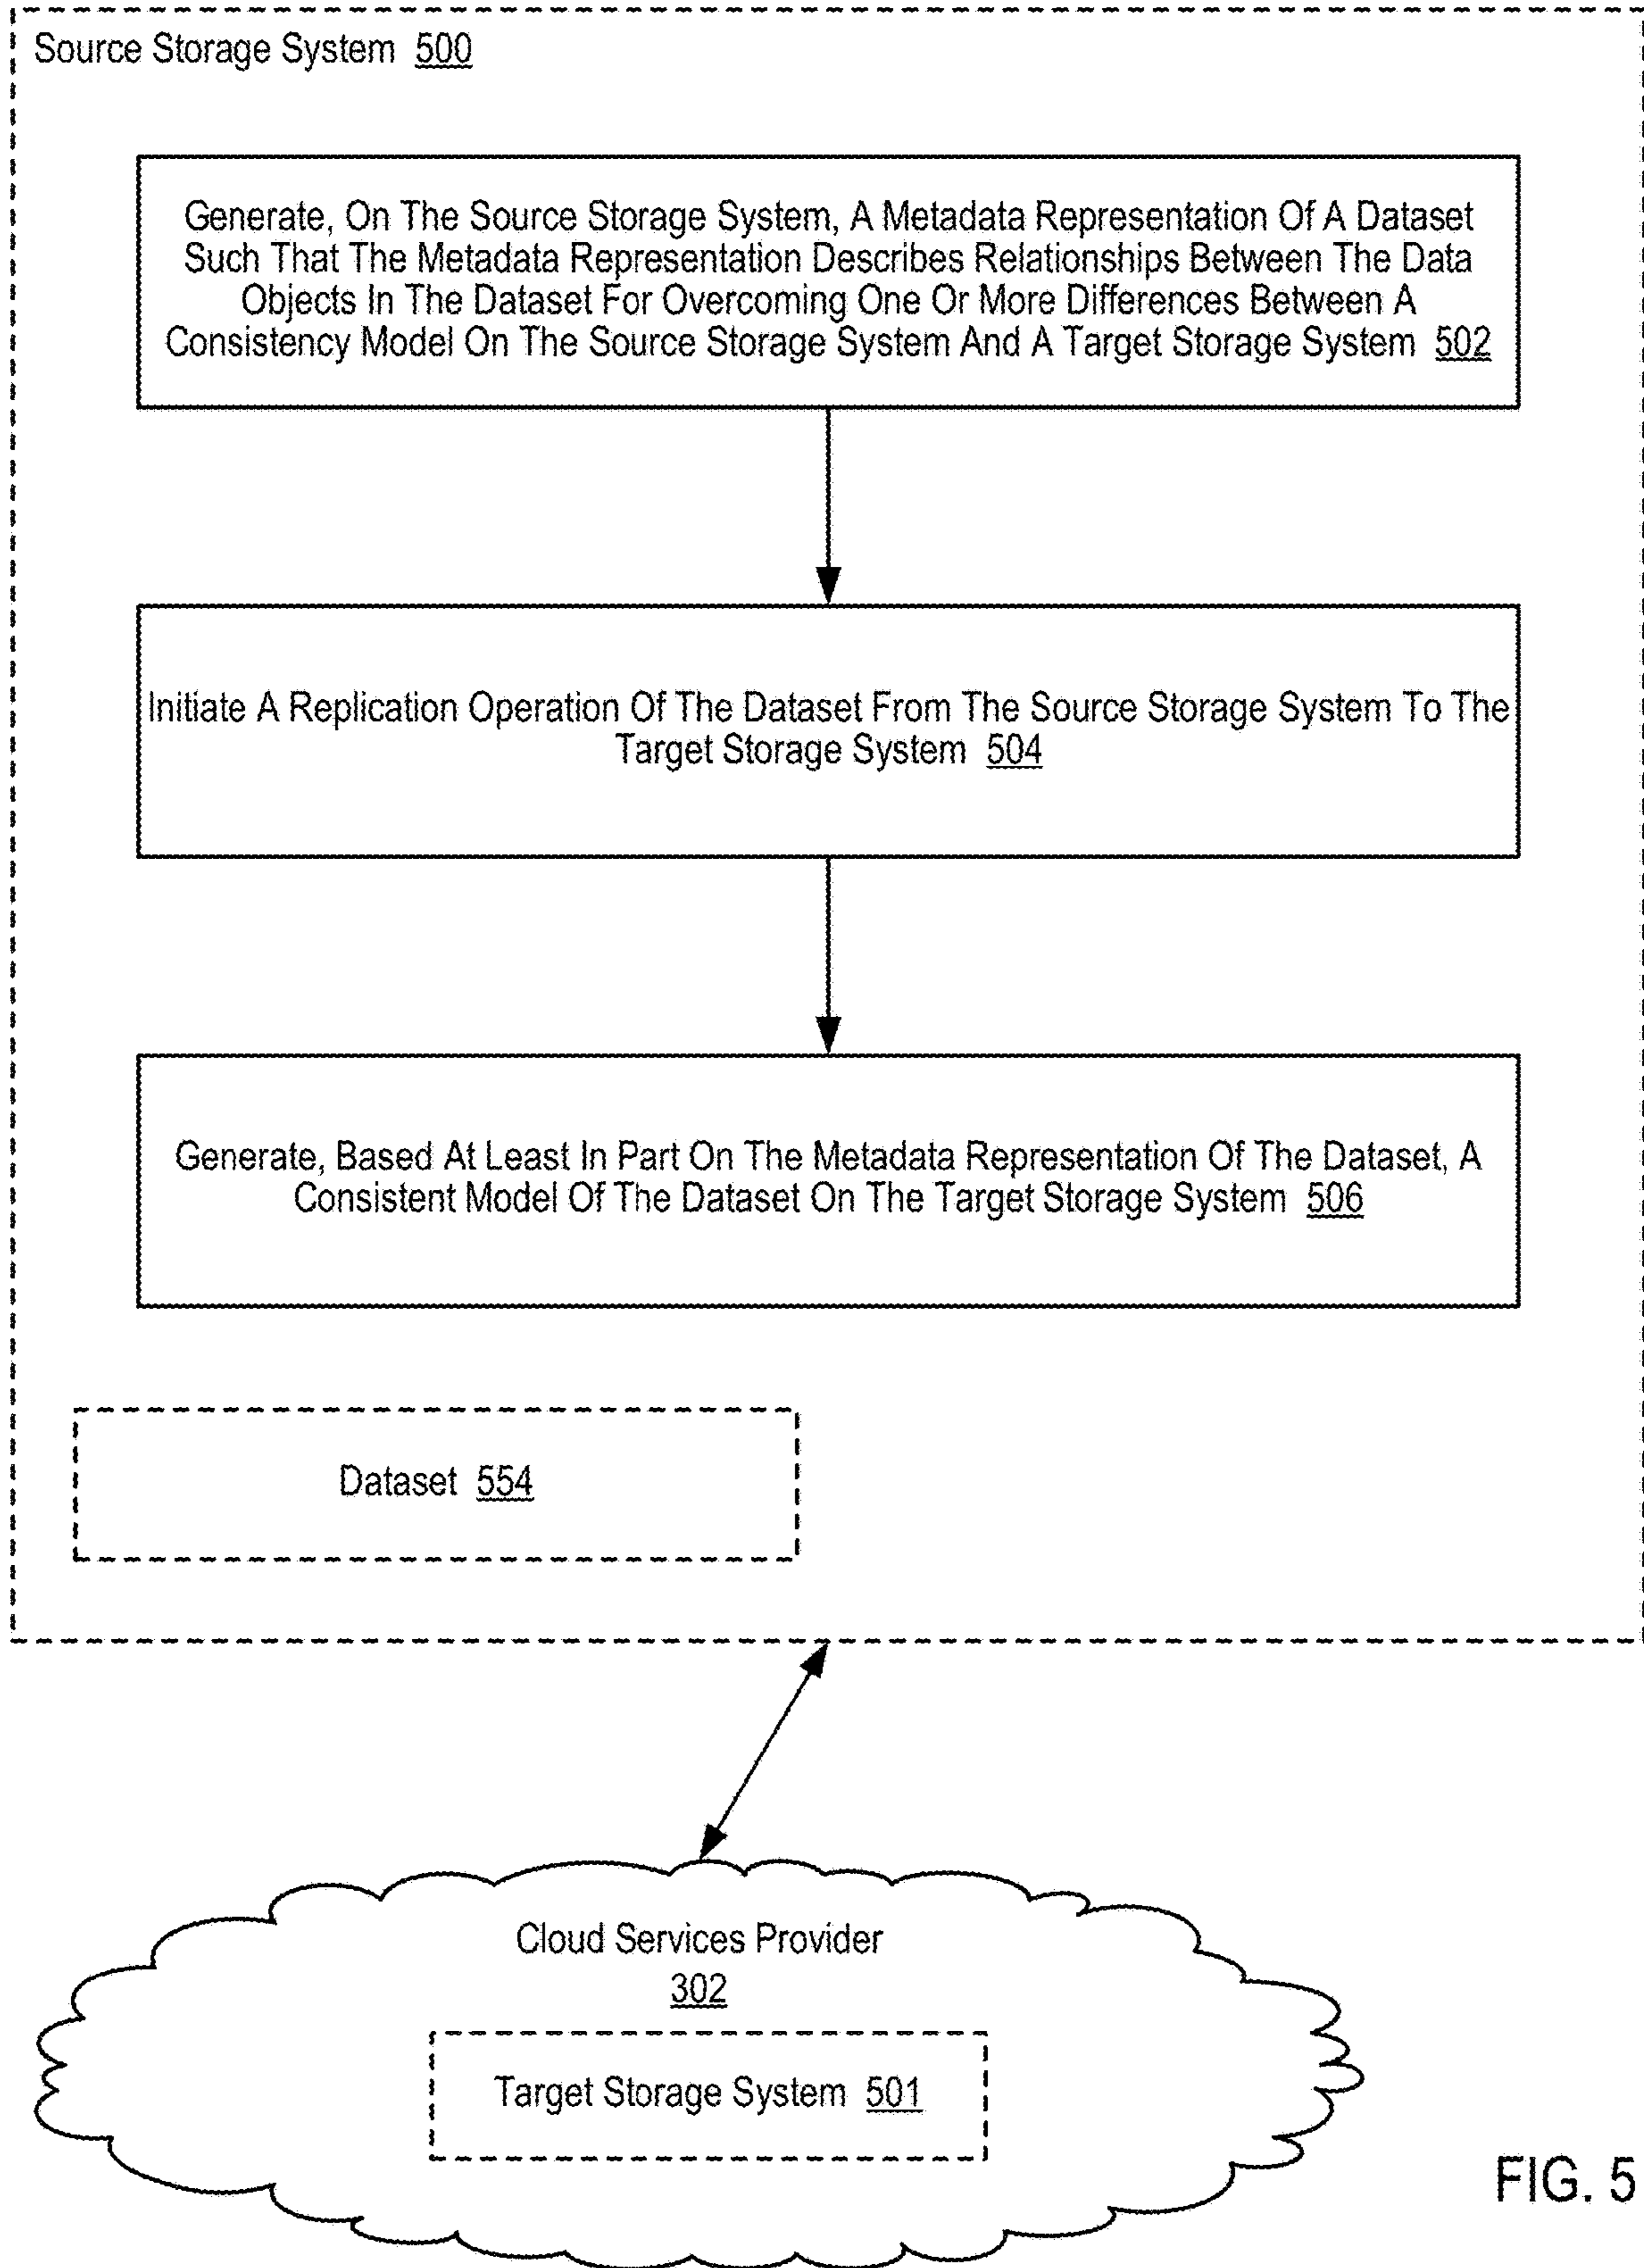 Source Storage System 500
Generate, On The Source Storage System, A Metadata Representation Of A Dataset
Such That The Metadata Representation Describes Relationships Between The Data
Objects In The Dataset For Overcoming One Or More Differences Between A
Consistency Model On The Source Storage System And A Target Storage System 502
Initiate A Replication Operation Of The Dataset From The Source Storage System To The
Target Storage System 504
Generate, Based At Least In Part On The Metadata Representation Of The Dataset, A
Consistent Model Of The Dataset On The Target Storage System 506
Dataset 554
Cloud Services Provider
302
Target Storage System 501
FIG. 5